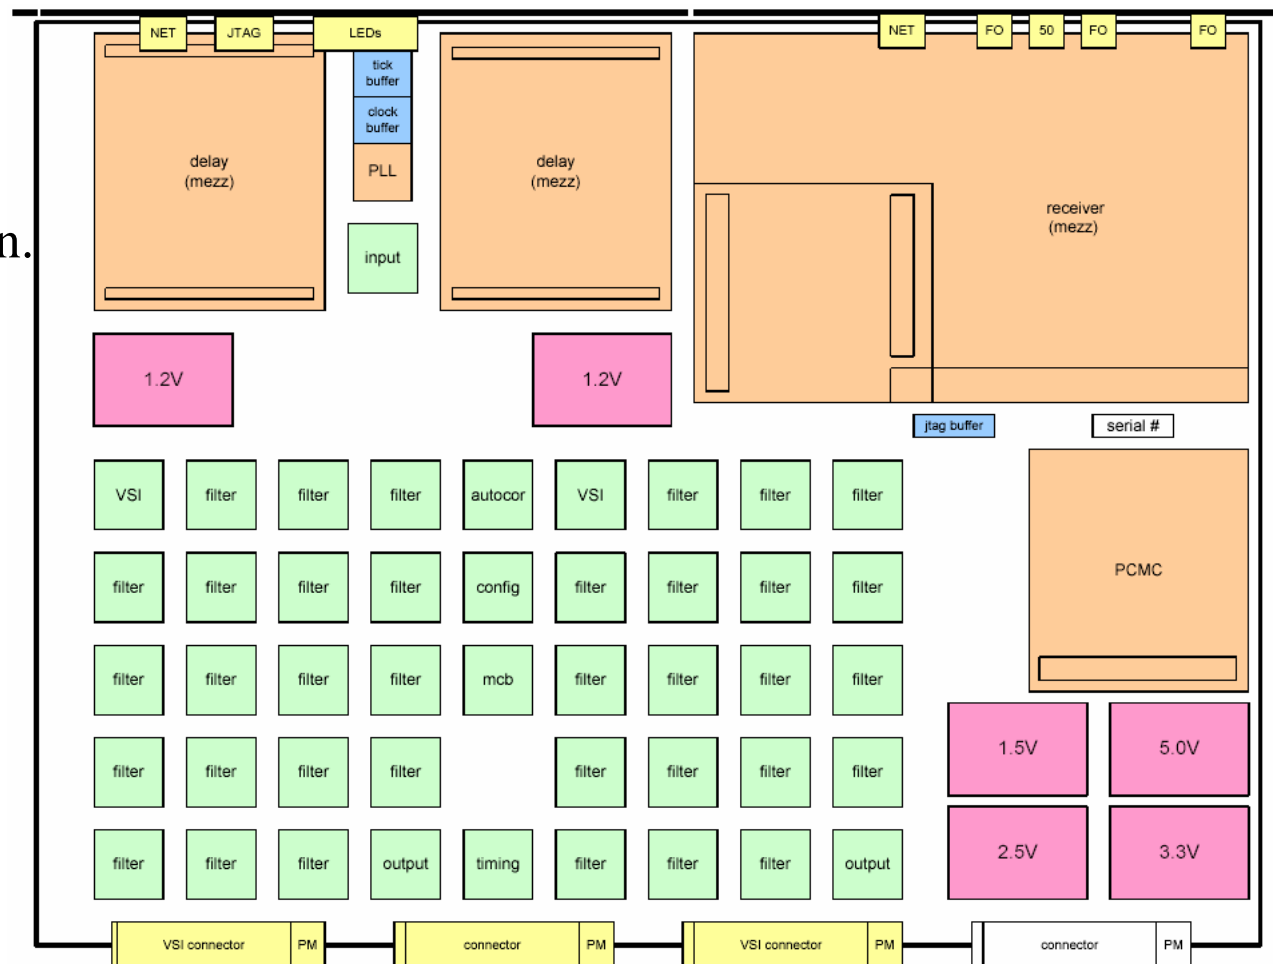 NET JTAG LEDs NET FO 50 FO FO
tick
buffer
clock
buffer
PLL
delay
(mezz)
delay
(mezz)
receiver
(mezz)
n.
input
1.2V 1.2V
jtag buffer serial #
VSI filter filter filter autocor VSI filter filter filter
filter filter filter filter config filter filter filter filter
PCMC
filter filter filter filter mcb filter filter filter filter
filter filter filter filter filter filter filter filter
1.5V 5.0V
filter filter filter output timing filter filter filter output
2.5V 3.3V
VSI connector PM connector PM VSI connector PM connector PM